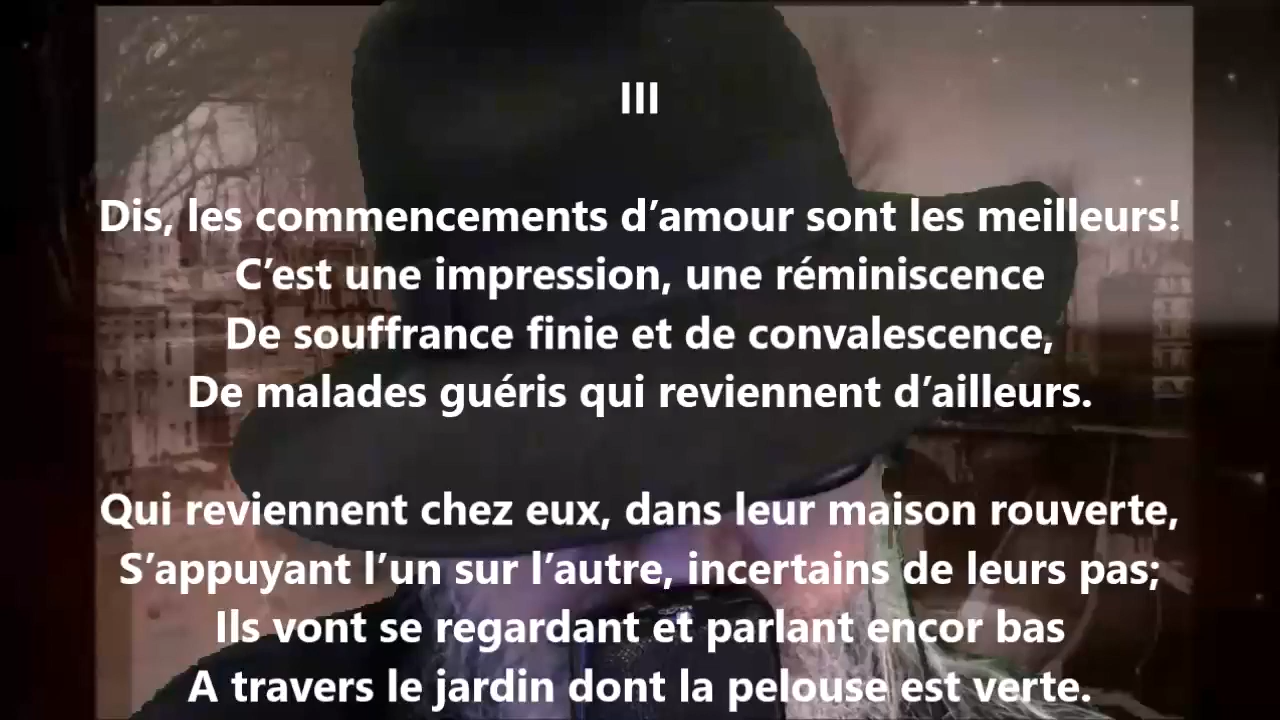 III
Dis, les commencements d’amour sont les meilleurs!
C’est une impression, une réminiscence
De souffrance finie et de convalescence,
De malades guéris qui reviennent d’ailleurs.
Qui reviennent chez eux, dans leur maison rouverte,
S’appuyant l’un sur l’autre, incertains de leurs pas;
Ils vont se regardant et parlant encor bas
A travers le jardin dont la pelouse est verte.